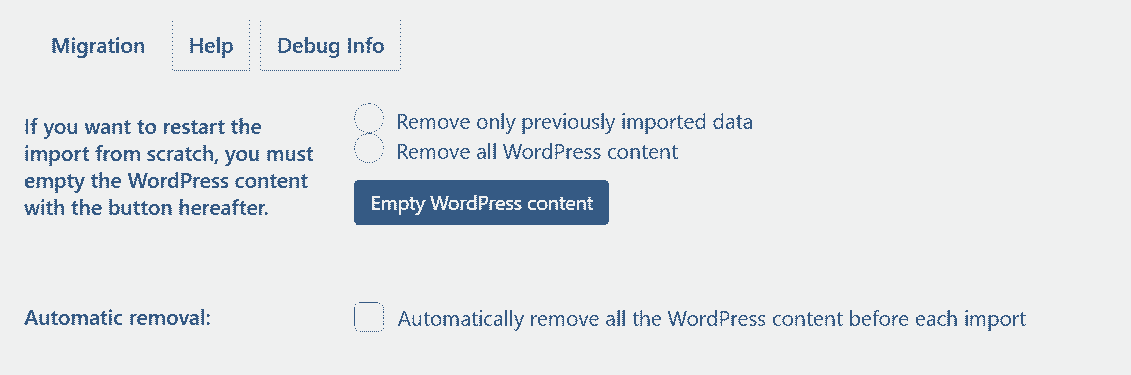 Migration Help Debug Info
If you want to restart the
import from scratch, you must
empty the WordPress content
with the button hereafter.
Remove only previously imported data
Remove all WordPress content
Empty WordPress content
Automatic removal:
Automatically remove all the WordPress content before each import